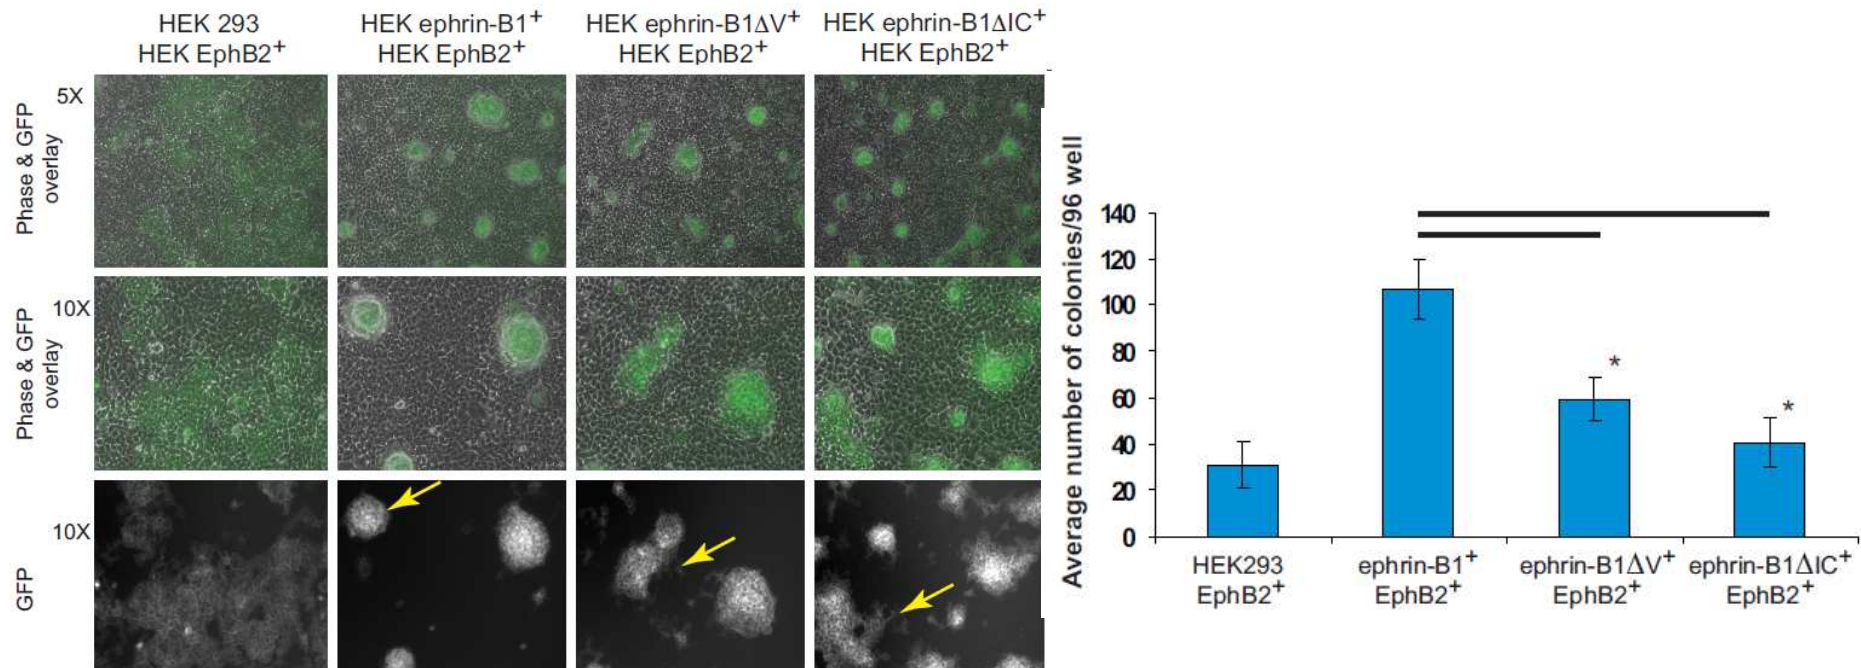 HEK 293
HEK EphB2⁺
HEK ephrin-B1⁺
HEK EphB2⁺
HEK ephrin-B1ΔV⁺
HEK EphB2⁺
HEK ephrin-B1ΔIC⁺
HEK EphB2⁺
Phase & GFP
overlay
5X
Phase & GFP
overlay
10X
GFP
10X
Average number of colonies/96 well
140
120
100
80
60
40
20
0
*
*
HEK293
EphB2⁺
ephrin-B1⁺
EphB2⁺
ephrin-B1ΔV⁺
EphB2⁺
ephrin-B1ΔIC⁺
EphB2⁺